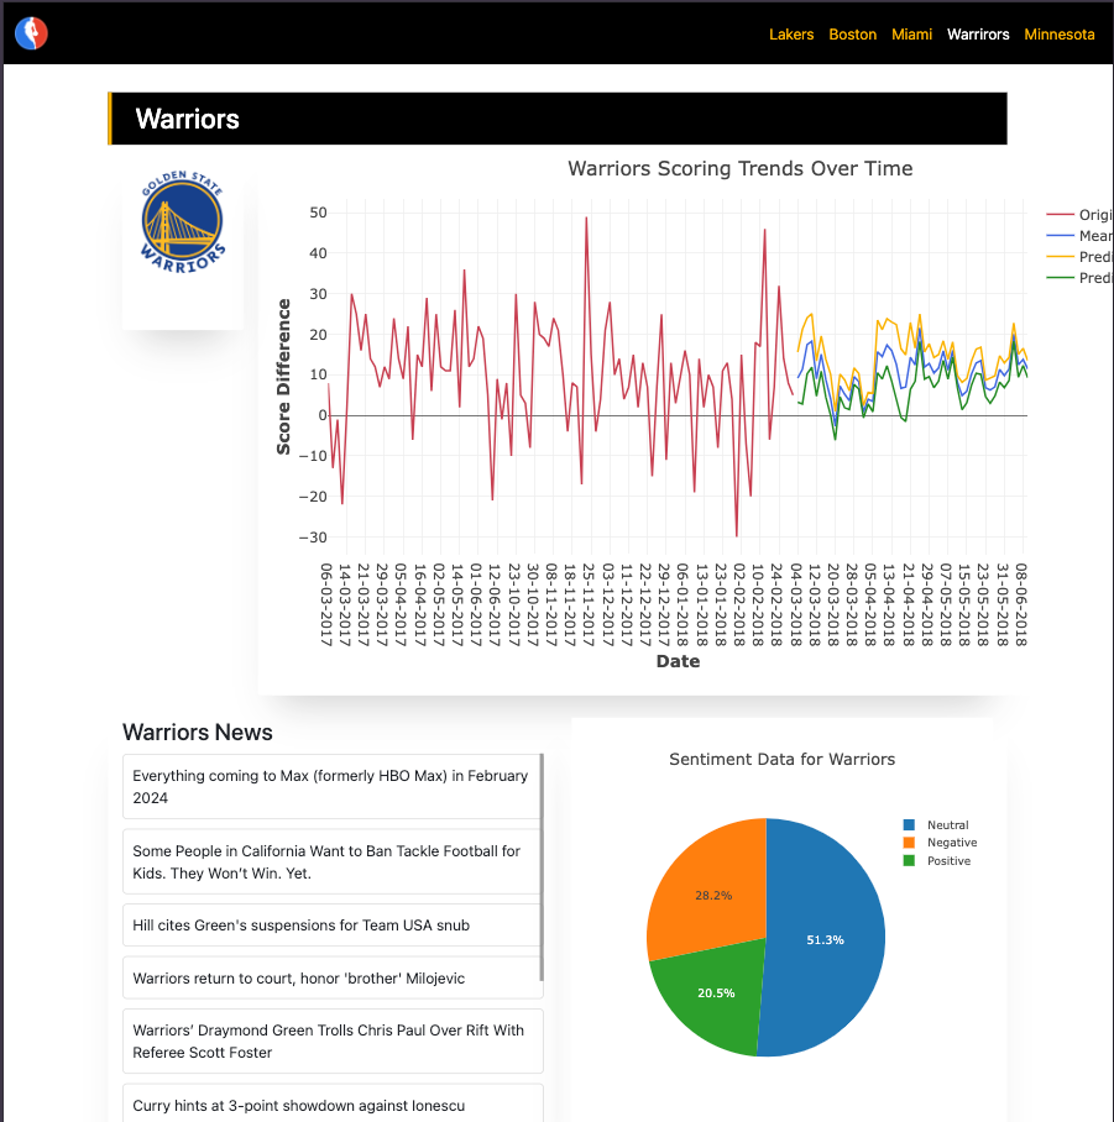 Lakers Boston Miami Warrirors Minnesota
Warriors
GOLDEN STATE
WARRIORS
Warriors Scoring Trends Over Time
50
40
30
20
10
0
−10
−20
−30
Score Difference
06-03-2017
14-03-2017
21-03-2017
29-03-2017
05-04-2017
16-04-2017
02-05-2017
14-05-2017
01-06-2017
12-06-2017
23-10-2017
30-10-2017
08-11-2017
18-11-2017
25-11-2017
03-12-2017
11-12-2017
22-12-2017
29-12-2017
06-01-2018
13-01-2018
23-01-2018
02-02-2018
10-02-2018
24-02-2018
04-03-2018
12-03-2018
20-03-2018
28-03-2018
05-04-2018
13-04-2018
21-04-2018
29-04-2018
07-05-2018
15-05-2018
23-05-2018
31-05-2018
08-06-2018
Date
Origi
Mear
Predi
Predi
Warriors News
Everything coming to Max (formerly HBO Max) in February
2024
Some People in California Want to Ban Tackle Football for
Kids. They Won’t Win. Yet.
Hill cites Green's suspensions for Team USA snub
Warriors return to court, honor 'brother' Milojevic
Warriors’ Draymond Green Trolls Chris Paul Over Rift With
Referee Scott Foster
Curry hints at 3-point showdown against Ionescu
Sentiment Data for Warriors
Neutral
Negative
Positive
28.2%
51.3%
20.5%